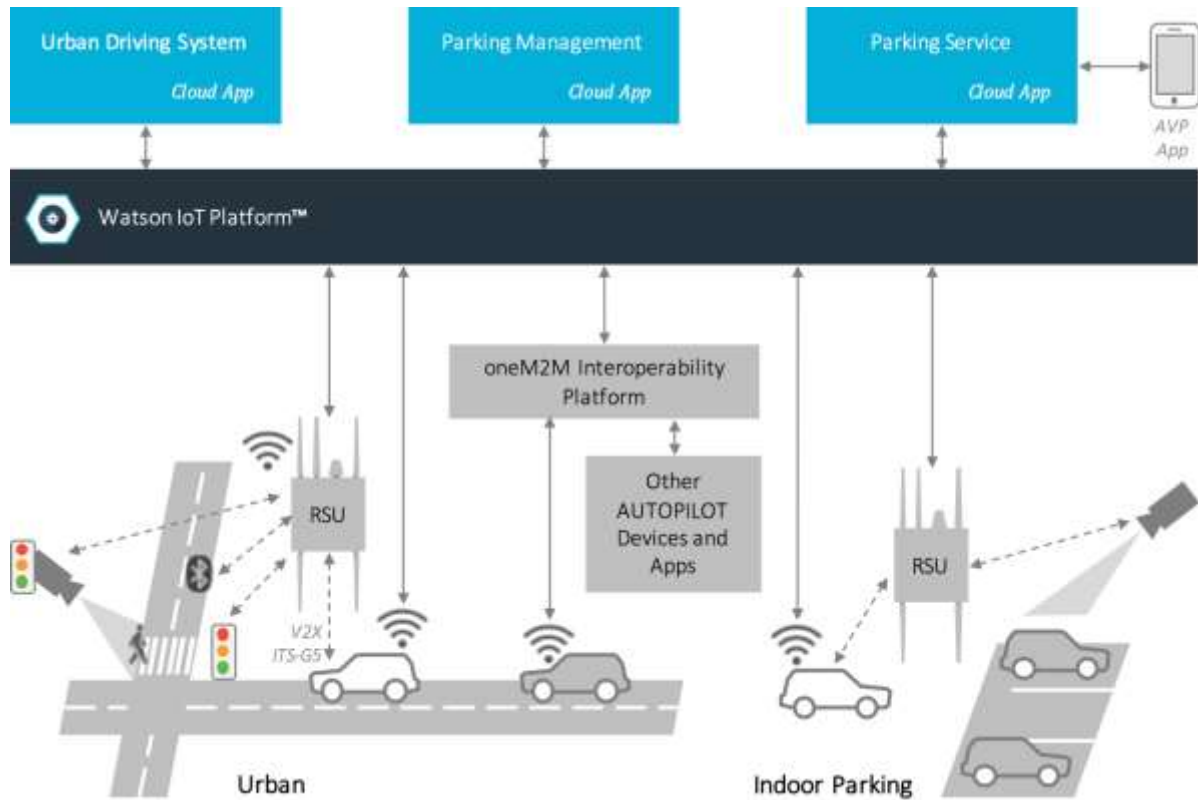 Urban Driving System
Cloud App
Parking Management
Cloud App
Parking Service
Cloud App
AVP
App
Watson IoT Platform™
oneM2M Interoperability
Platform
Other
AUTOPILOT
Devices and
Apps
RSU
RSU
V2X
ITS-G5
Urban
Indoor Parking